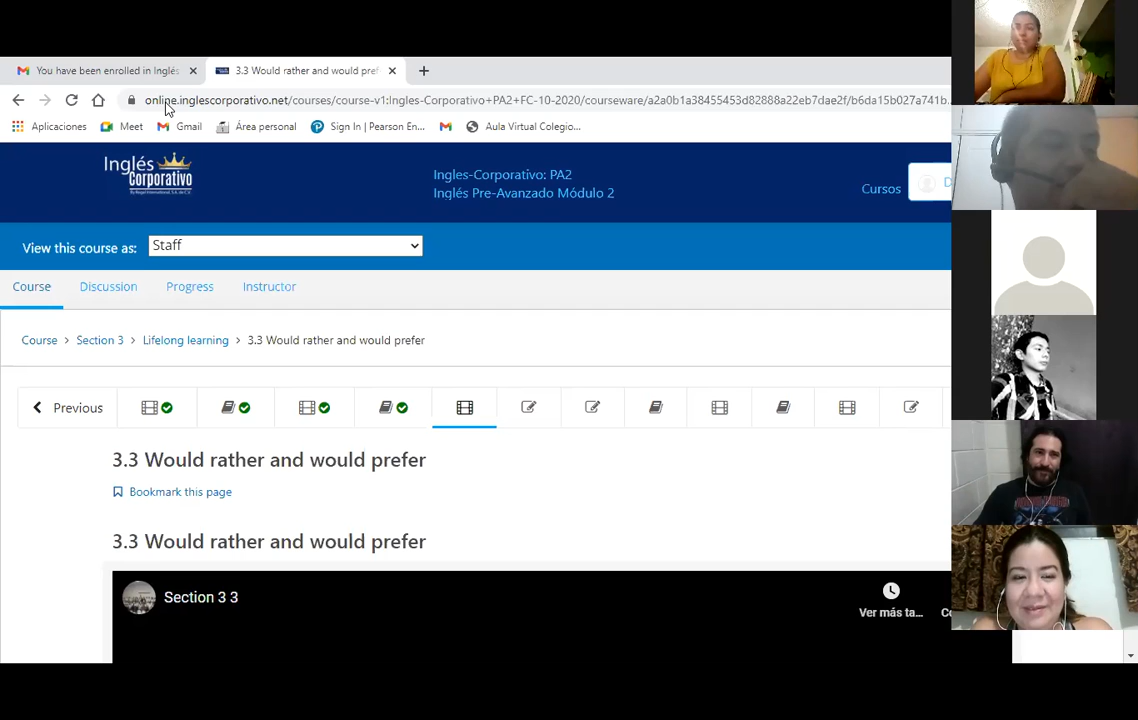 You have been enrolled in Inglés
3.3 Would rather and would pref
online.inglescorporativo.net/courses/course-v1:Ingles-Corporativo+PA2+FC-10-2020/courseware/a2a0b1a38455453d82888a22eb7dae2f/b6da15b027a741b.
Aplicaciones Meet Gmail Área personal Sign In | Pearson En... Aula Virtual Colegio...
Inglés
Corporativo
Ingles-Corporativo: PA2
Inglés Pre-Avanzado Módulo 2
Cursos D
View this course as: Staff
Course Discussion Progress Instructor
Course > Section 3 > Lifelong learning > 3.3 Would rather and would prefer
Previous
3.3 Would rather and would prefer
Bookmark this page
3.3 Would rather and would prefer
Section 3 3
Ver más ta... Co